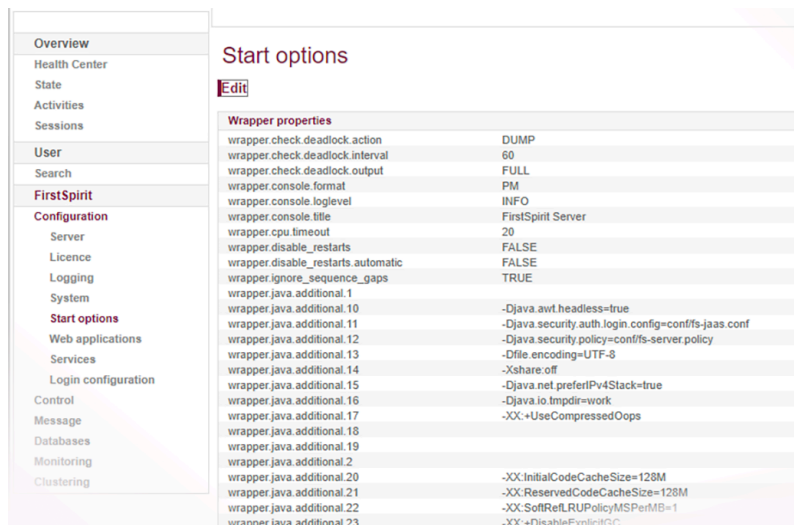 Overview
Health Center
State
Activities
Sessions
User
Search
FirstSpirit
Configuration
Server
Licence
Logging
System
Start options
Web applications
Services
Login configuration
Control
Message
Databases
Monitoring
Clustering
Start options
Edit
Wrapper properties
wrapper.check.deadlock.action DUMP
wrapper.check.deadlock.interval 60
wrapper.check.deadlock.output FULL
wrapper.console.format PM
wrapper.console.loglevel INFO
wrapper.console.title FirstSpirit Server
wrapper.cpu.timeout 20
wrapper.disable_restarts FALSE
wrapper.disable_restarts.automatic FALSE
wrapper.ignore_sequence_gaps TRUE
wrapper.java.additional.1
wrapper.java.additional.10 -Djava.awt.headless=true
wrapper.java.additional.11 -Djava.security.auth.login.config=conf/fs-jaas.conf
wrapper.java.additional.12 -Djava.security.policy=conf/fs-server.policy
wrapper.java.additional.13 -Dfile.encoding=UTF-8
wrapper.java.additional.14 -Xshare:off
wrapper.java.additional.15 -Djava.net.preferIPv4Stack=true
wrapper.java.additional.16 -Djava.io.tmpdir=work
wrapper.java.additional.17 -XX:+UseCompressedOops
wrapper.java.additional.18
wrapper.java.additional.19
wrapper.java.additional.2
wrapper.java.additional.20 -XX:InitialCodeCacheSize=128M
wrapper.java.additional.21 -XX:ReservedCodeCacheSize=128M
wrapper.java.additional.22 -XX:SoftRefLRUPolicyMSPerMB=1
wrapper.java.additional.23 -XX:+DisableExplicitGC